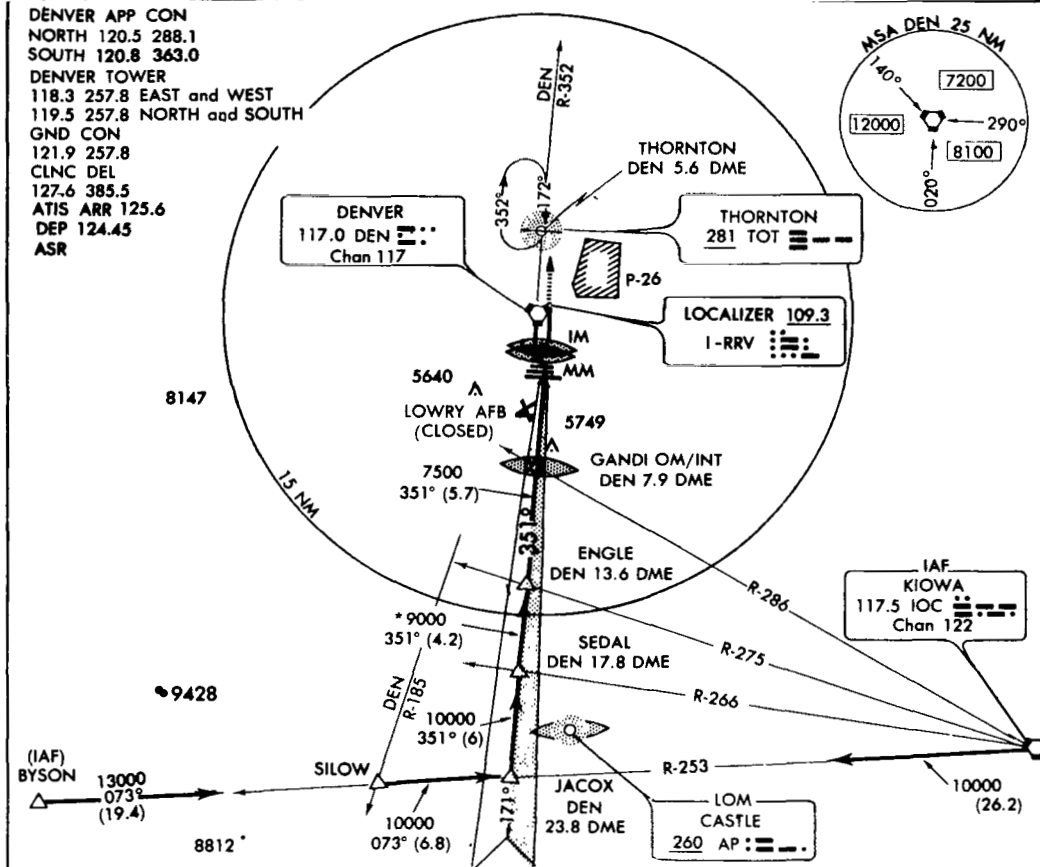 DENVER APP CON
NORTH 120.5 288.1
SOUTH 120.8 363.0
DENVER TOWER
118.3 257.8 EAST and WEST
119.5 257.8 NORTH and SOUTH
GND CON
121.9 257.8
CLNC DEL
127.6 385.5
ATIS ARR 125.6
DEP 124.45
ASR
MSA DEN 25 NM
140°
7200
12000
290°
8100
020°
DEN
R-352
THORNTON
DEN 5.6 DME
352°
172°
DENVER
117.0 DEN
Chan 117
THORNTON
281 TOT
P-26
LOCALIZER 109.3
I-RRV
IM
MM
8147
5640
LOWRY AFB
(CLOSED)
5749
GANDI OM/INT
DEN 7.9 DME
7500
351° (5.7)
15 NM
351°
ENGLE
DEN 13.6 DME
R-286
IAF
KIOWA
117.5 IOC
Chan 122
*9000
351° (4.2)
SEDAL
DEN 17.8 DME
R-275
R-266
9428
DEN
R-185
10000
351° (6)
(IAF)
BYSON
13000
073°
(19.4)
SILOW
R-253
10000
(26.2)
10000
073° (6.8)
171°
JACOX
DEN
23.8 DME
LOM
CASTLE
260 AP
8812